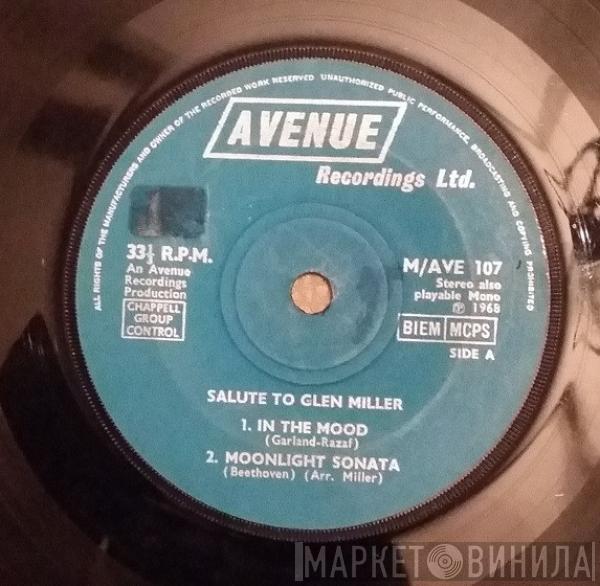 ALL RIGHTS OF THE MANUFACTURERS AND OWNER OF THE RECORDED WORK RESERVED UNAUTHORIZED PUBLIC PERFORMANCE, BROADCASTING AND COPYING PROHIBITED
AVENUE
Recordings Ltd.
33⅓ R.P.M.
An Avenue
Recordings
Production
CHAPPELL
GROUP
CONTROL
M/AVE 107
Stereo also
playable Mono
℗ 1968
BIEM MCPS
SIDE A
SALUTE TO GLEN MILLER
1. IN THE MOOD
(Garland-Razaf)
2. MOONLIGHT SONATA
(Beethoven) (Arr. Miller)
МАРКЕТ ВИНИЛА